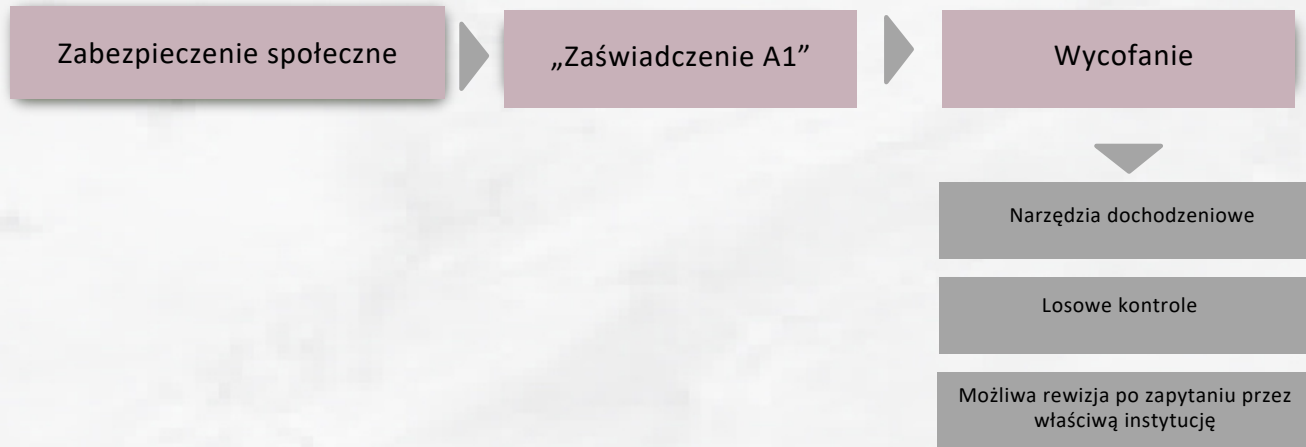 Zabezpieczenie społeczne
„Zaświadczenie A1”
Wycofanie
Narzędzia dochodzeniowe
Losowe kontrole
Możliwa rewizja po zapytaniu przez
właściwą instytucję